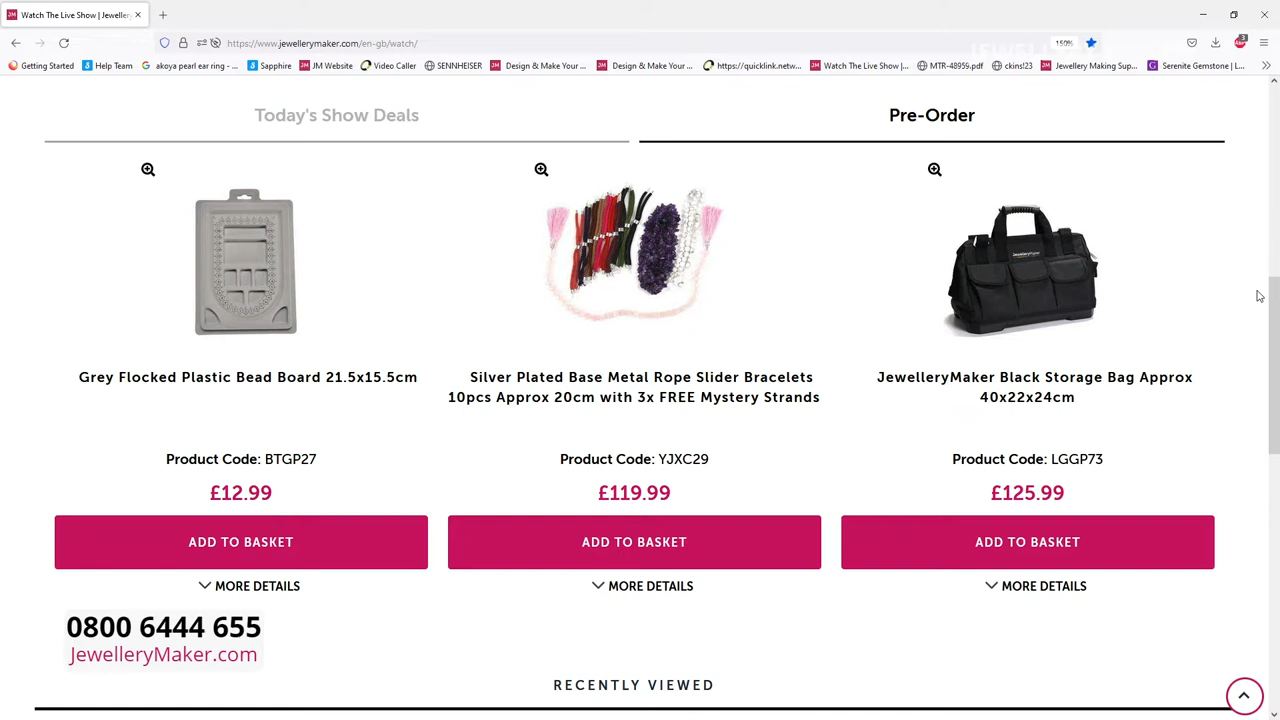 Watch The Live Show | Jeweller
https://www.jewellerymaker.com
gb/watch/
150%
3
Getting Started
Help Team
akoya pearl ear ring - ...
Sapphire
JM Website
Video Caller
SENNHEISER
Design & Make Your ...
Design & Make Your ...
https://quicklink.netw...
Watch The Live Show |...
MTR-48959.pdf
ckins!23
Jewellery Making Sup...
Serenite Gemstone | L...
Today's Show Deals
Pre-Order
Grey Flocked Plastic Bead Board 21.5x15.5cm
Product Code: BTGP27
£12.99
ADD TO BASKET
MORE DETAILS
Silver Plated Base Metal Rope Slider Bracelets
10pcs Approx 20cm with 3x FREE Mystery Strands
Product Code: YJXC29
£119.99
ADD TO BASKET
MORE DETAILS
JewelleryMaker
JewelleryMaker Black Storage Bag Approx
40x22x24cm
Product Code: LGGP73
£125.99
ADD TO BASKET
MORE DETAILS
0800 6444 655
JewelleryMaker.com
RECENTLY VIEWED